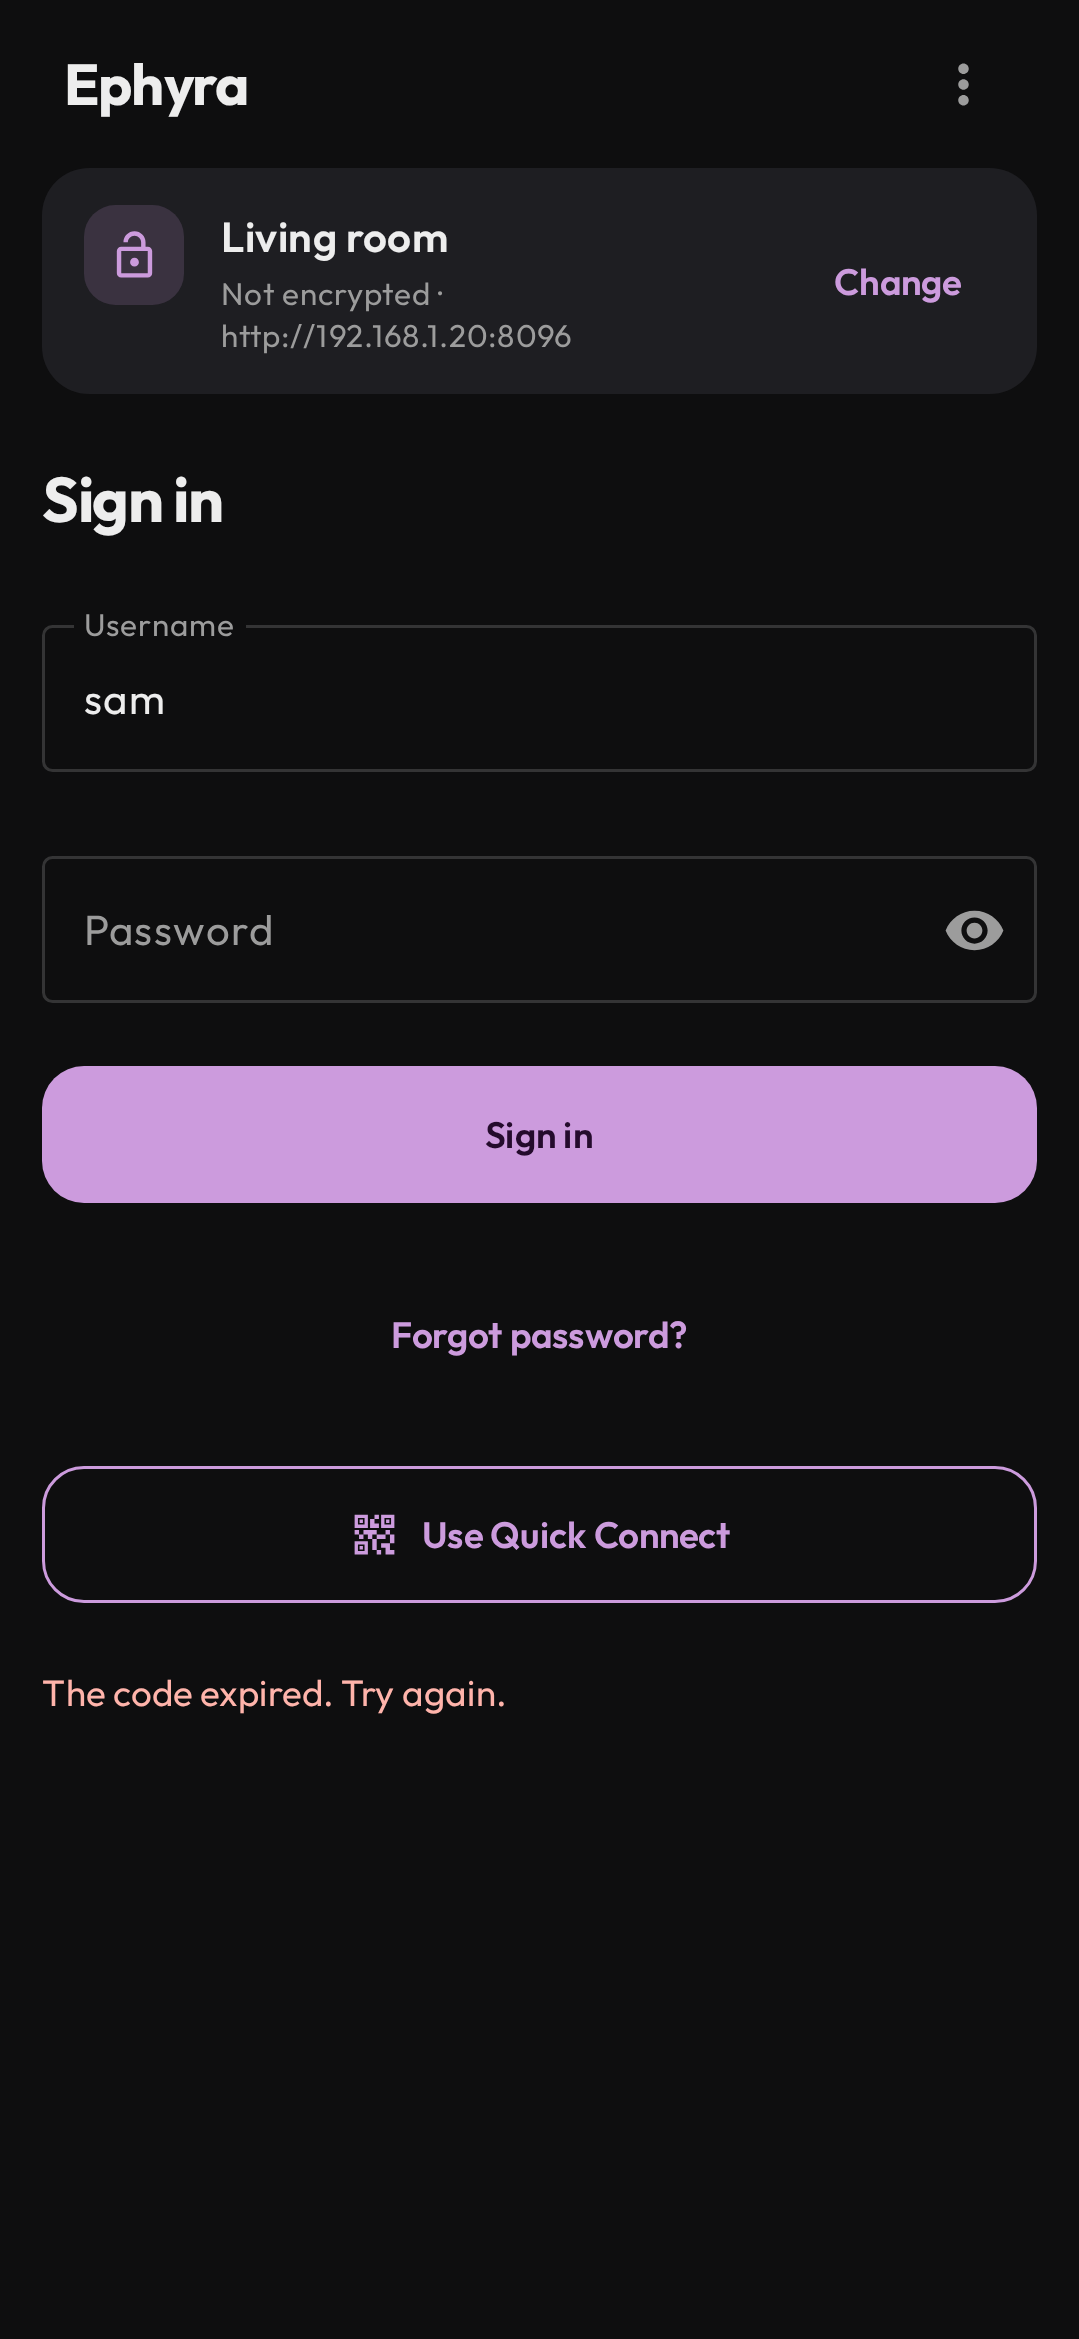 Ephyra
Living room
Not encrypted ·
http://192.168.1.20:8096
Change
Sign in
Username
sam
Password
Sign in
Forgot password?
Use Quick Connect
The code expired. Try again.